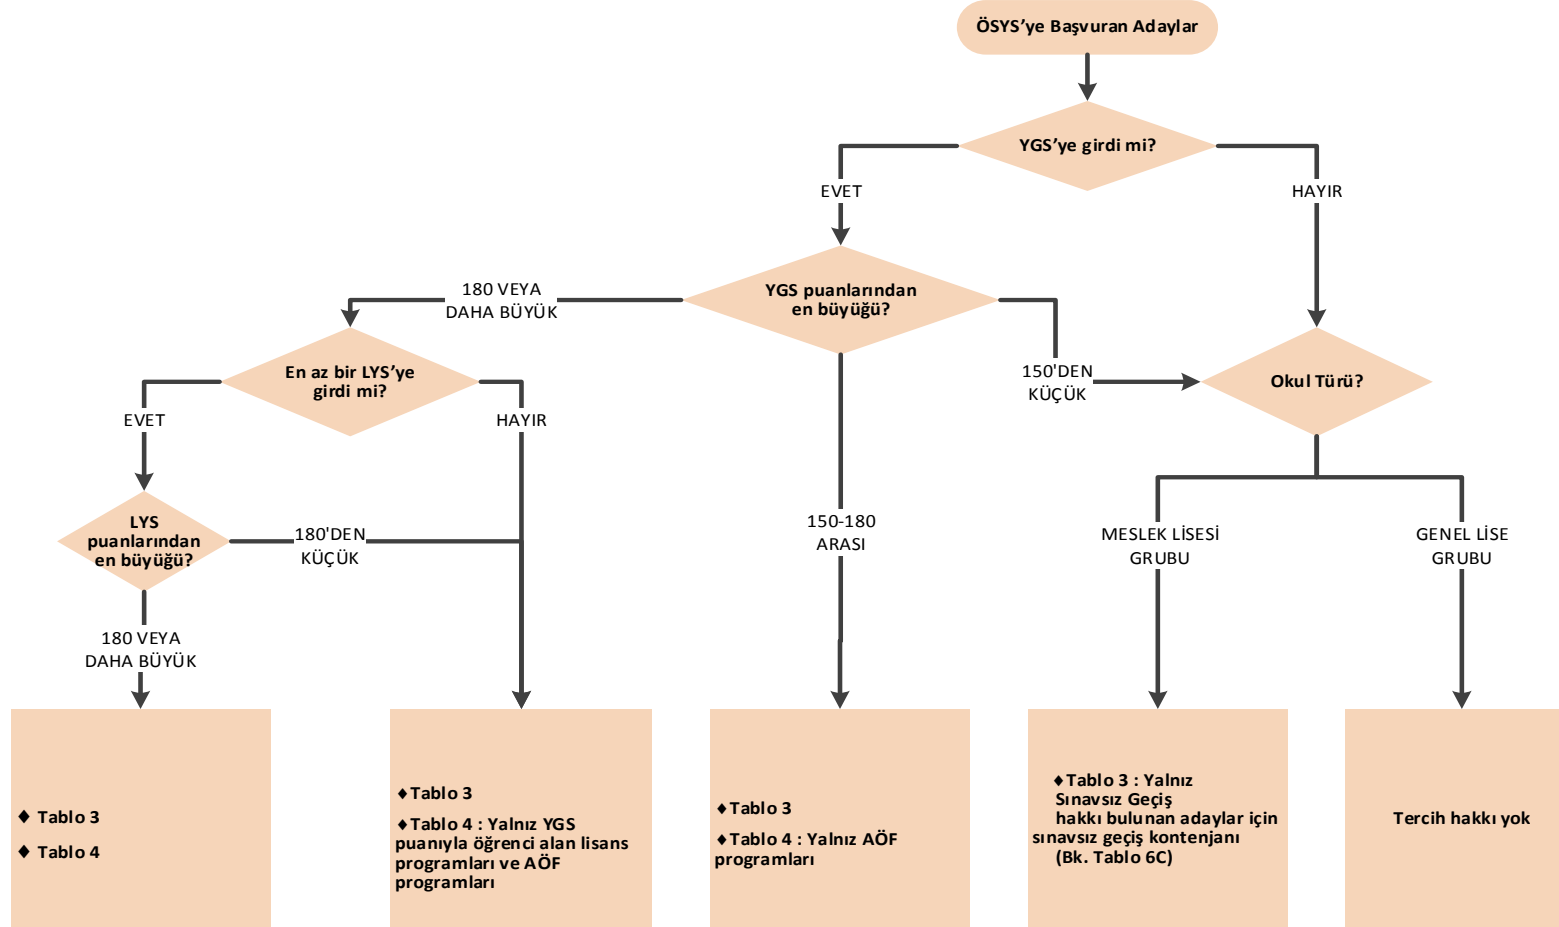 ÖSYS’ye Başvuran Adaylar
YGS’ye girdi mi?
EVET
HAYIR
YGS puanlarından
en büyüğü?
180 VEYA
DAHA BÜYÜK
150'DEN
KÜÇÜK
En az bir LYS’ye
girdi mi?
Okul Türü?
EVET
HAYIR
LYS
puanlarından
en büyüğü?
180'DEN
KÜÇÜK
150-180
ARASI
MESLEK LİSESİ
GRUBU
GENEL LİSE
GRUBU
180 VEYA
DAHA BÜYÜK
♦ Tablo 3
♦ Tablo 4
♦Tablo 3
♦Tablo 4 : Yalnız YGS
puanıyla öğrenci alan lisans
programları ve AÖF
programları
♦Tablo 3
♦Tablo 4 : Yalnız AÖF
programları
♦Tablo 3 : Yalnız
Sınavsız Geçiş
hakkı bulunan adaylar için
sınavsız geçiş kontenjanı
(Bk. Tablo 6C)
Tercih hakkı yok